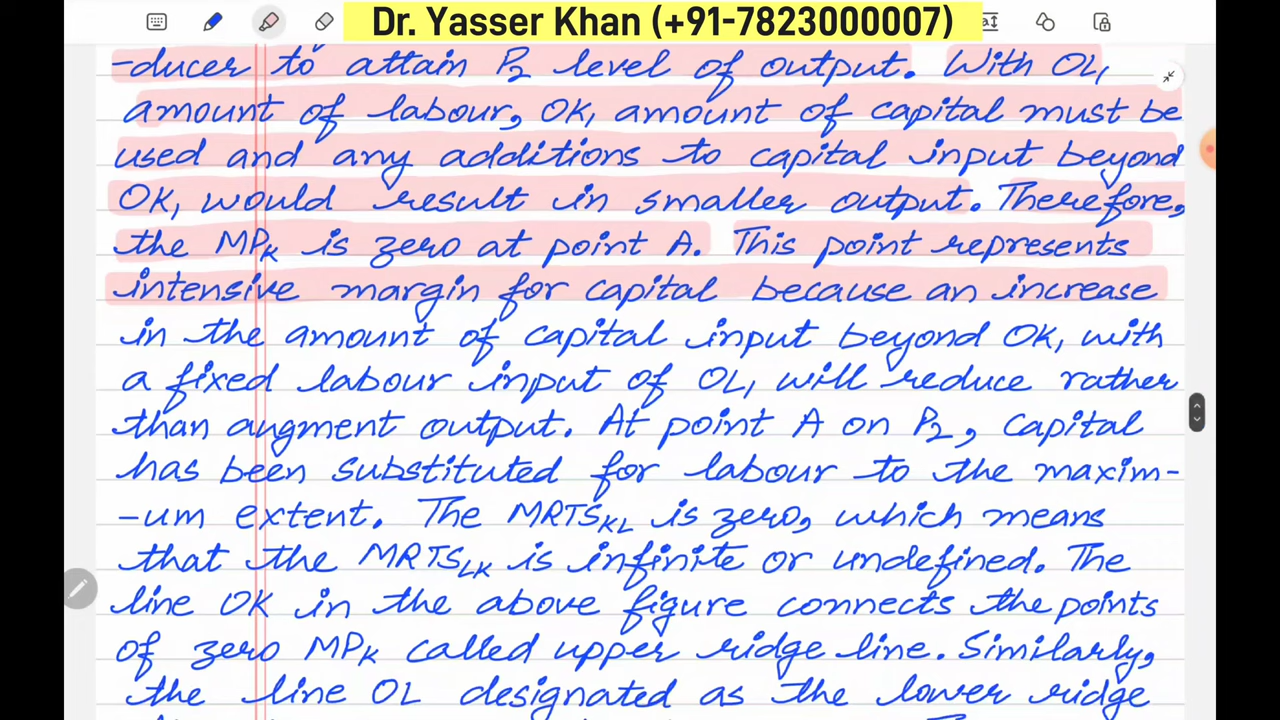 Dr. Yasser Khan (+91-7823000007)
-ducer to attain P2 level of output. With OL,
amount of labour, OK, amount of capital must be
used and any additions to capital input beyond
OK, would result in smaller output. Therefore,
the MPK is zero at point A. This point represents
intensive margin for capital because an increase
in the amount of capital input beyond OK, with
a fixed labour input of OL, will reduce rather
than augment output. At point A on P2, capital
has been substituted for labour to the maxim-
-um extent. The MRTSKL is zero, which means
that the MRTSLK is infinite or undefined. The
line OK in the above figure connects the points
of zero MPK called upper ridge line. Similarly,
the line OL designated as the lower ridge